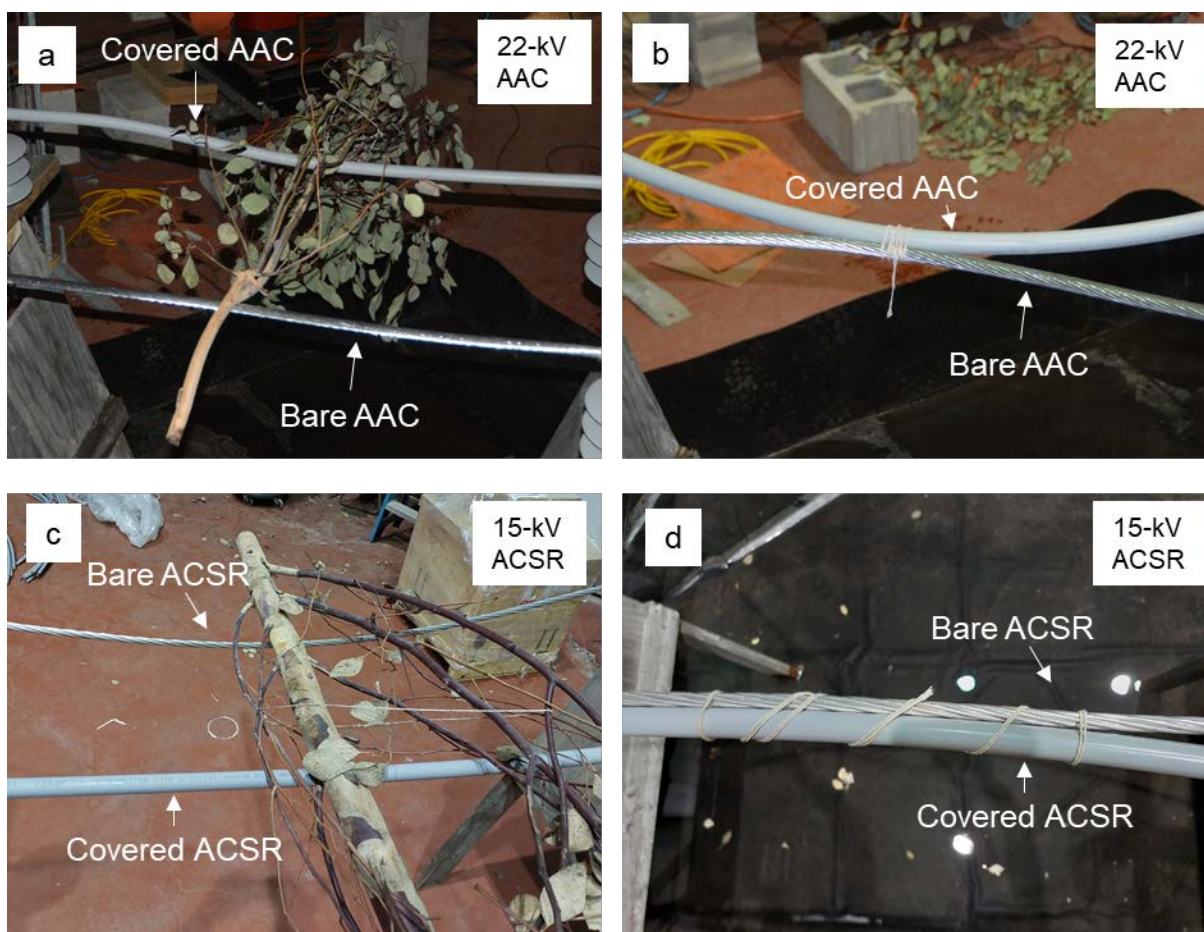 a
Covered AAC
22-kV
AAC
Bare AAC
b
22-kV
AAC
Covered AAC
Bare AAC
c
15-kV
ACSR
Bare ACSR
Covered ACSR
d
15-kV
ACSR
Bare ACSR
Covered ACSR